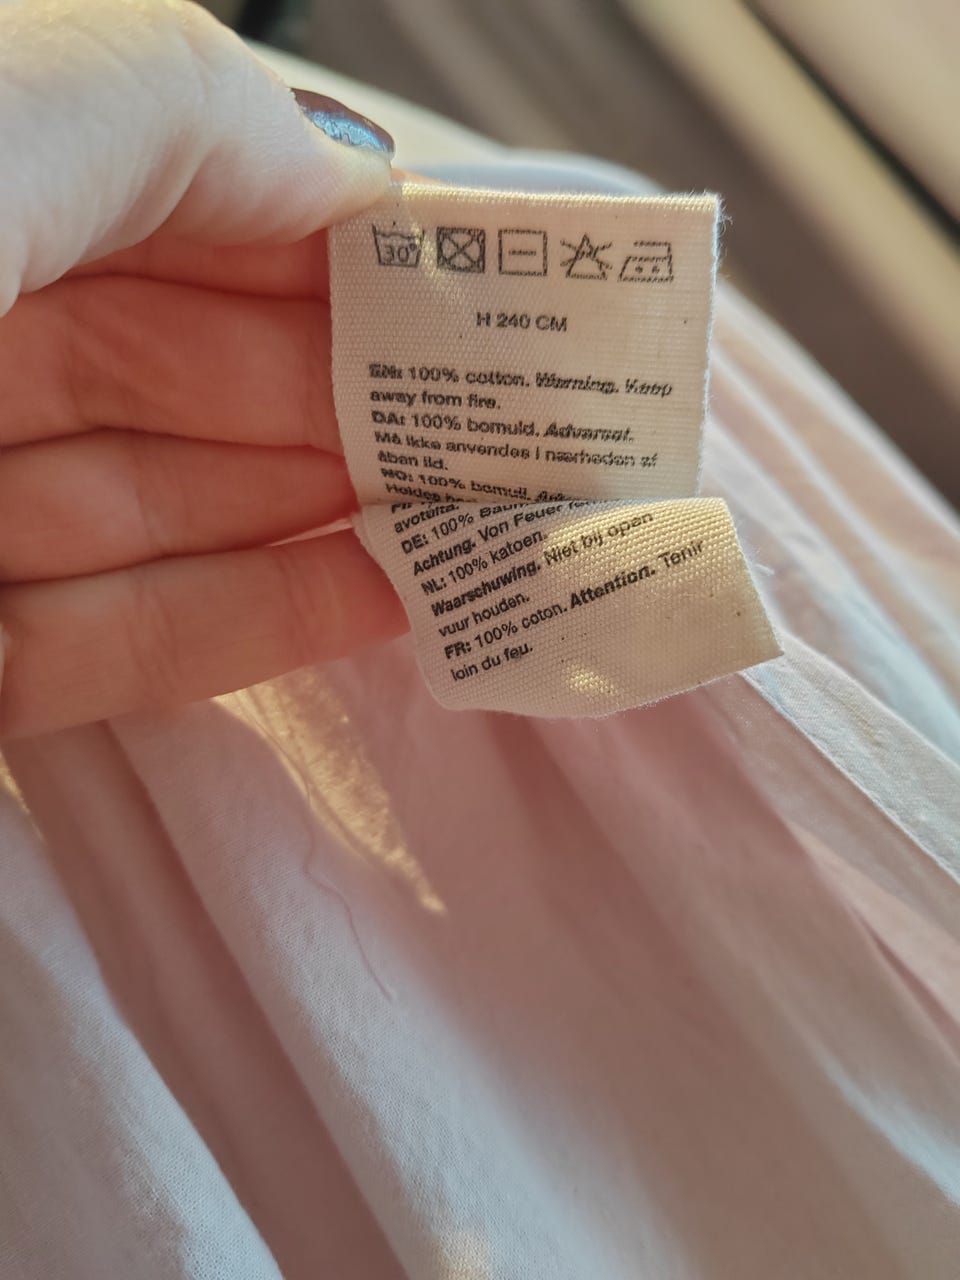 30°
H 240 CM
EN: 100% cotton. Warning. Keep
away from fire.
DA: 100% bomuld. Advarsel.
Må ikke anvendes i nærheden af
åben ild.
NO: 100% bomull.
Holdes
avotulta.
DE: 100%
Achtung. Von Feuer
NL: 100% katoen.
Waarschuwing. Niet bij open
vuur houden.
FR: 100% coton. Attention. Tenir
loin du feu.